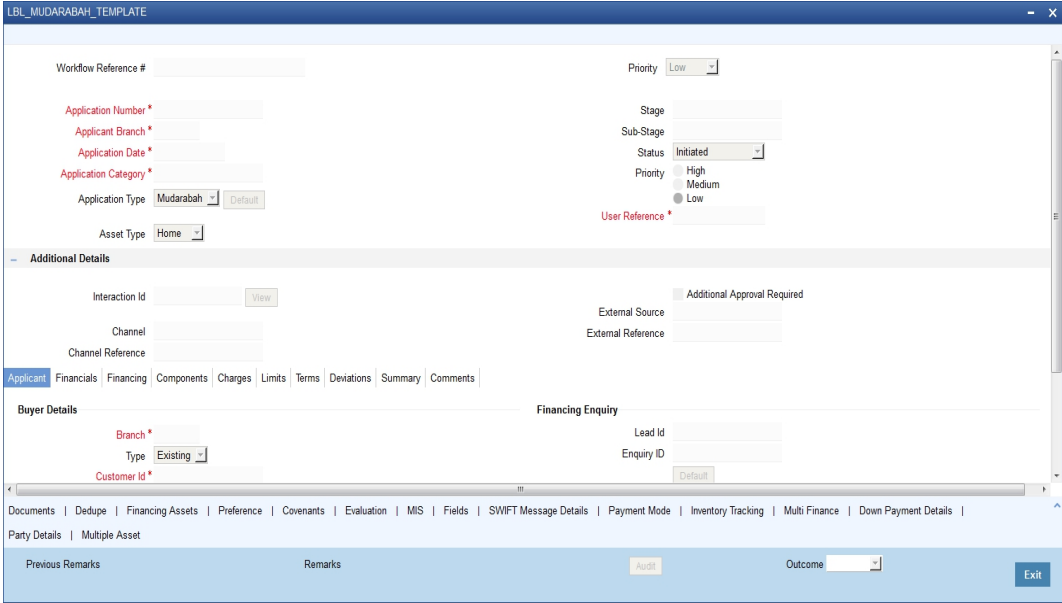 LBL_MUDARABAH_TEMPLATE
Workflow Reference #
Priority Low
Application Number *
Stage
Applicant Branch *
Sub-Stage
Application Date *
Status Initiated
Application Category *
Priority High
Medium
Application Type Mudarabah Default
Low
User Reference *
Asset Type Home
Additional Details
Interaction Id View
Additional Approval Required
External Source
Channel
External Reference
Channel Reference
Applicant Financials Financing Components Charges Limits Terms Deviations Summary Comments
Buyer Details
Financing Enquiry
Branch *
Lead Id
Type Existing
Enquiry ID
Customer Id *
Default
Documents | Dedupe | Financing Assets | Preference | Covenants | Evaluation | MIS | Fields | SWIFT Message Details | Payment Mode | Inventory Tracking | Multi Finance | Down Payment Details |
Party Details | Multiple Asset
Previous Remarks Remarks Audit Outcome
Exit